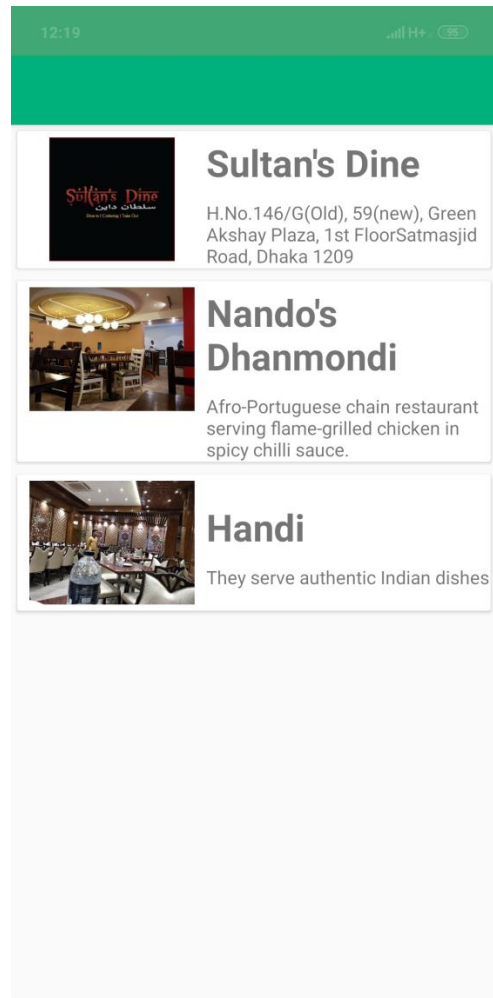 12:19
H+
95
Sultan's Dine
سلطان داين
Sultan's Dine
H.No.146/G(Old), 59(new), Green
Akshay Plaza, 1st FloorSatmasjid
Road, Dhaka 1209
Nando's
Dhanmondi
Afro-Portuguese chain restaurant
serving flame-grilled chicken in
spicy chilli sauce.
Handi
They serve authentic Indian dishes